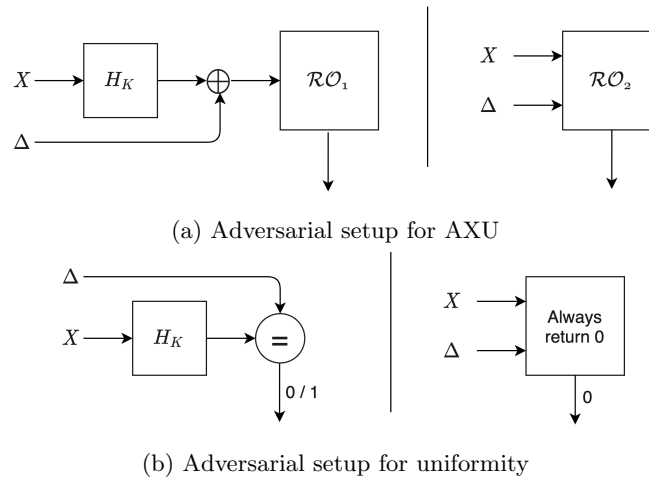 X H_K ⊕ RO₁
Δ
X RO₂
Δ
(a) Adversarial setup for AXU
Δ
X H_K =
0 / 1
X Always
return 0
Δ
0
(b) Adversarial setup for uniformity